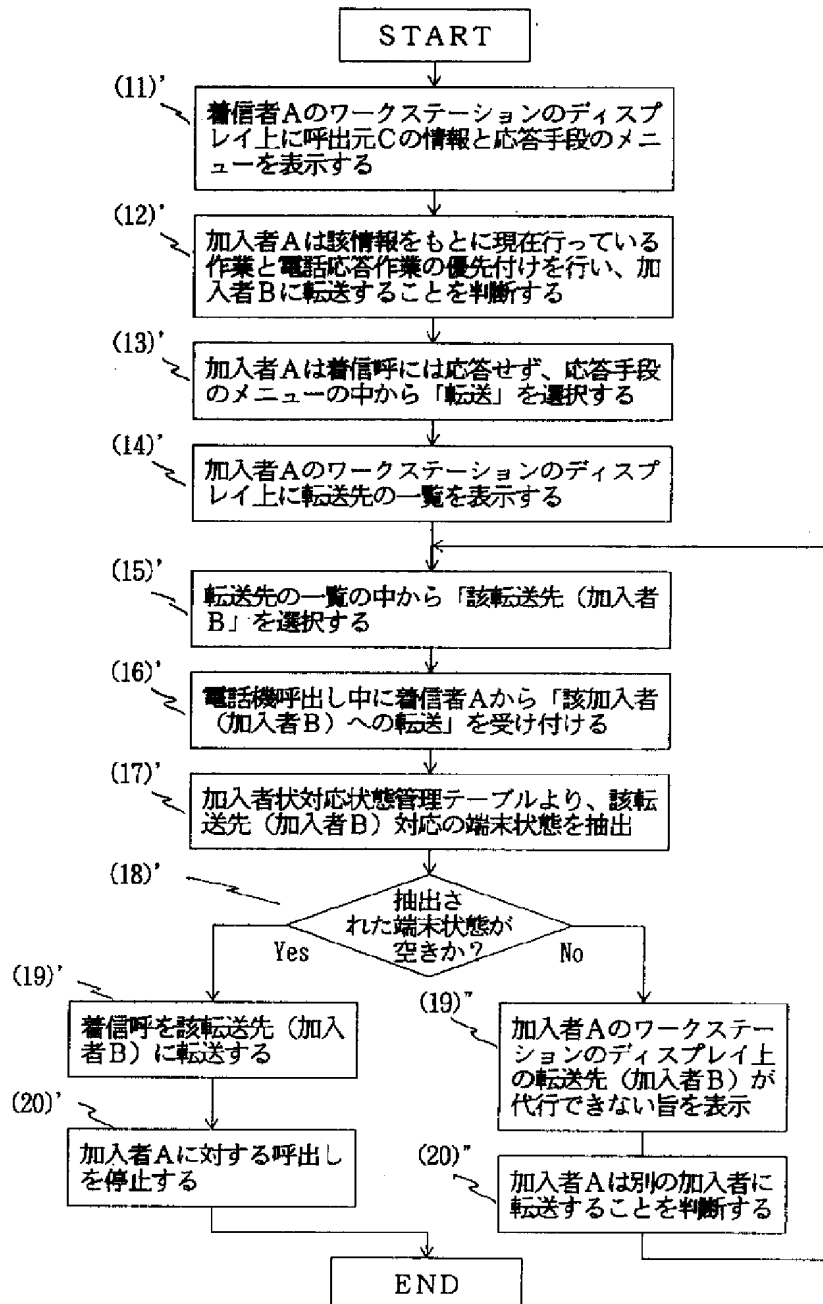 START
(11)'
着信者Aのワークステーションのディスプ
レイ上に呼出元Cの情報と応答手段のメニ
ューを表示する
(12)'
加入者Aは該情報をもとに現在行っている
作業と電話応答作業の優先付けを行い、加
入者Bに転送することを判断する
(13)'
加入者Aは着信呼には応答せず、応答手段
のメニューの中から「転送」を選択する
(14)'
加入者Aのワークステーションのディスプ
レイ上に転送先の一覧を表示する
(15)'
転送先の一覧の中から「該転送先(加入者
B」を選択する
(16)'
電話機呼出し中に着信者Aから「該加入者
(加入者B)への転送」を受け付ける
(17)'
加入者状対応状態管理テーブルより、該転
送先(加入者B)対応の端末状態を抽出
(18)'
抽出さ
れた端末状態が
空きか?
Yes
No
(19)'
着信呼を該転送先(加入
者B)に転送する
(20)'
加入者Aに対する呼出し
を停止する
(19)"
加入者Aのワークステー
ションのディスプレイ上
の転送先(加入者B)が
代行できない旨を表示
(20)"
加入者Aは別の加入者に
転送することを判断する
END